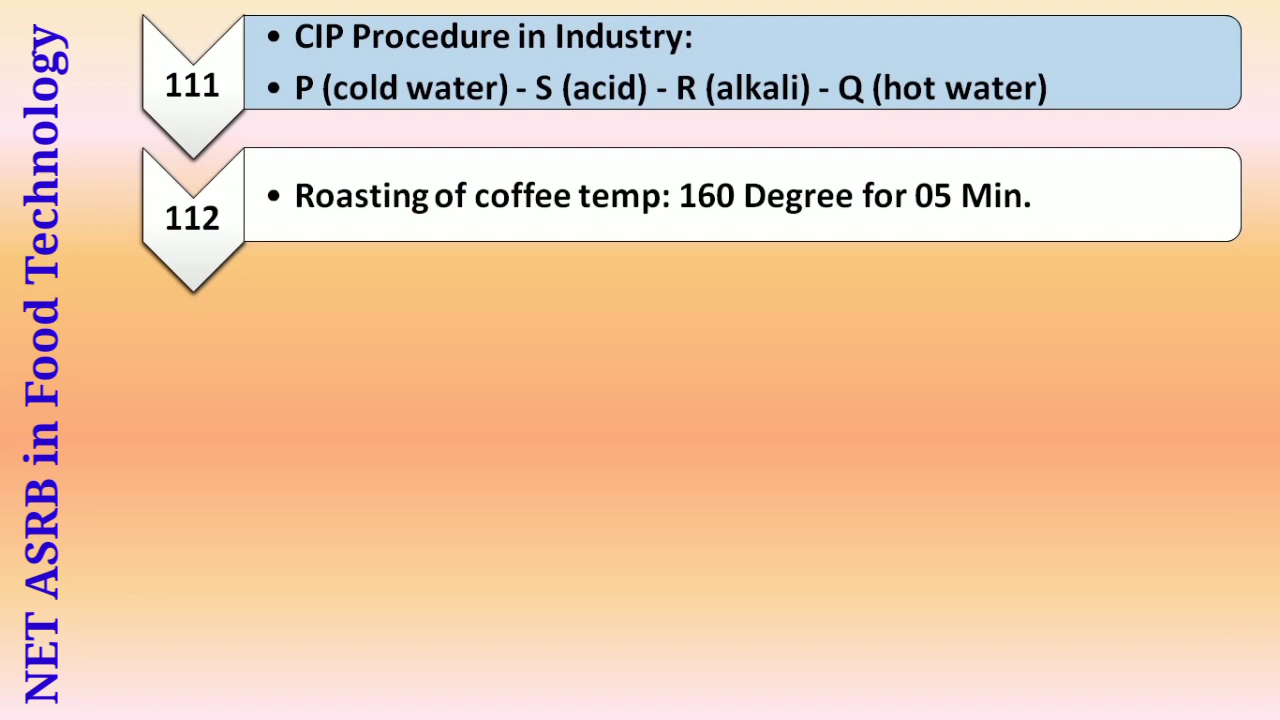 NET ASRB in Food Technology
111
• CIP Procedure in Industry:
• P (cold water) - S (acid) - R (alkali) - Q (hot water)
112
• Roasting of coffee temp: 160 Degree for 05 Min.